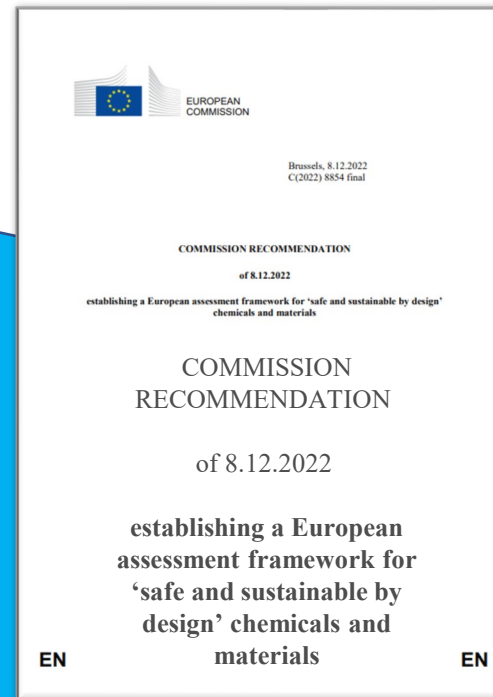 EUROPEAN
COMMISSION
Brussels, 8.12.2022
C(2022) 8854 final
COMMISSION RECOMMENDATION
of 8.12.2022
establishing a European assessment framework for ‘safe and sustainable by design’
chemicals and materials
COMMISSION
RECOMMENDATION
of 8.12.2022
establishing a European
assessment framework for
‘safe and sustainable by
design’ chemicals and
materials
EN
EN